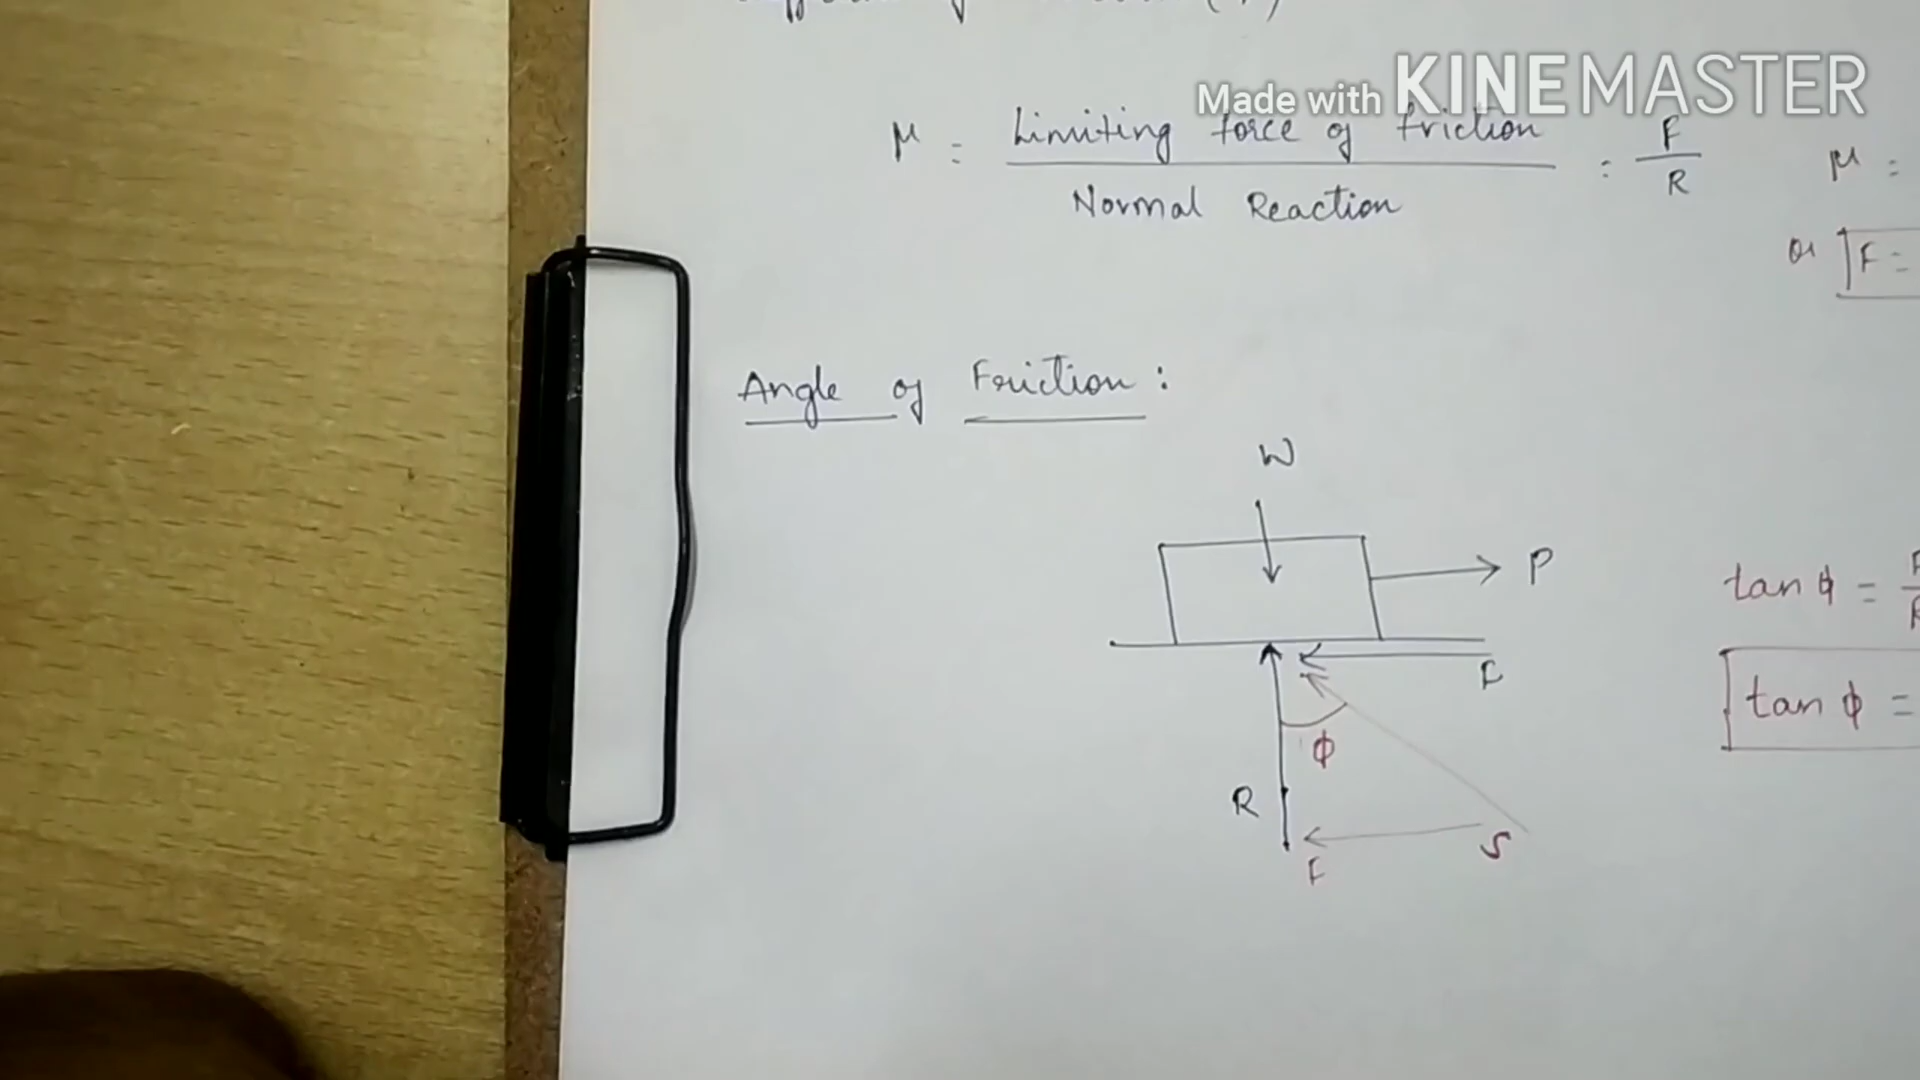 Made with KINEMASTER
μ = Limiting force of friction / Normal Reaction = F / R
μ =
or F =
Angle of Friction :
W
P
F
tan φ = F / R
tan φ =
φ
R
S
F